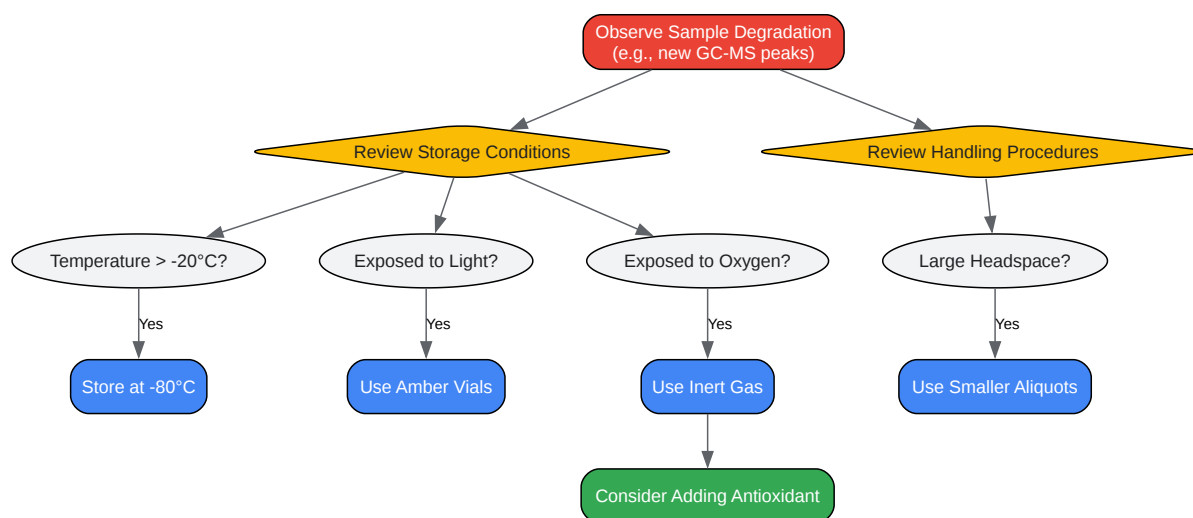 Observe Sample Degradation
(e.g., new GC-MS peaks)
Review Storage Conditions
Review Handling Procedures
Temperature > -20°C?
Exposed to Light?
Exposed to Oxygen?
Large Headspace?
Yes
Yes
Yes
Yes
Store at -80°C
Use Amber Vials
Use Inert Gas
Use Smaller Aliquots
Consider Adding Antioxidant